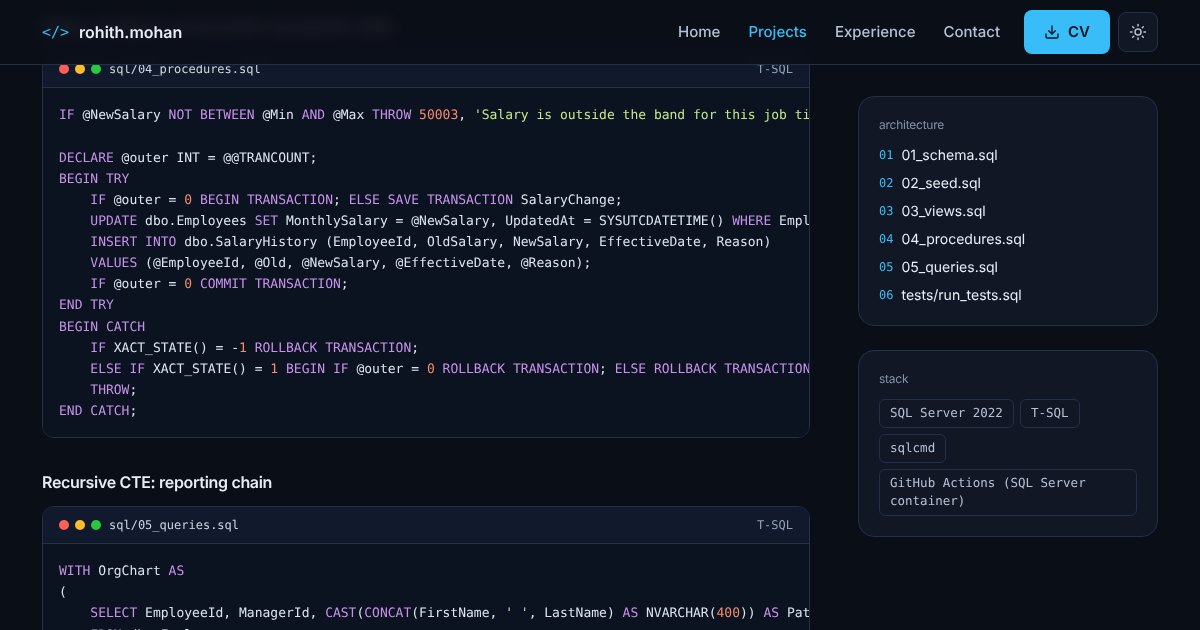 </> rohith.mohan
Home Projects Experience Contact CV
sql/04_procedures.sql T-SQL
IF @NewSalary NOT BETWEEN @Min AND @Max THROW 50003, 'Salary is outside the band for this job ti
DECLARE @outer INT = @@TRANCOUNT;
BEGIN TRY
    IF @outer = 0 BEGIN TRANSACTION; ELSE SAVE TRANSACTION SalaryChange;
    UPDATE dbo.Employees SET MonthlySalary = @NewSalary, UpdatedAt = SYSUTCDATETIME() WHERE Empl
    INSERT INTO dbo.SalaryHistory (EmployeeId, OldSalary, NewSalary, EffectiveDate, Reason)
    VALUES (@EmployeeId, @Old, @NewSalary, @EffectiveDate, @Reason);
    IF @outer = 0 COMMIT TRANSACTION;
END TRY
BEGIN CATCH
    IF XACT_STATE() = -1 ROLLBACK TRANSACTION;
    ELSE IF XACT_STATE() = 1 BEGIN IF @outer = 0 ROLLBACK TRANSACTION; ELSE ROLLBACK TRANSACTION
    THROW;
END CATCH;
Recursive CTE: reporting chain
sql/05_queries.sql T-SQL
WITH OrgChart AS
(
    SELECT EmployeeId, ManagerId, CAST(CONCAT(FirstName, ' ', LastName) AS NVARCHAR(400)) AS Pat
architecture
01 01_schema.sql
02 02_seed.sql
03 03_views.sql
04 04_procedures.sql
05 05_queries.sql
06 tests/run_tests.sql
stack
SQL Server 2022 T-SQL
sqlcmd
GitHub Actions (SQL Server
container)